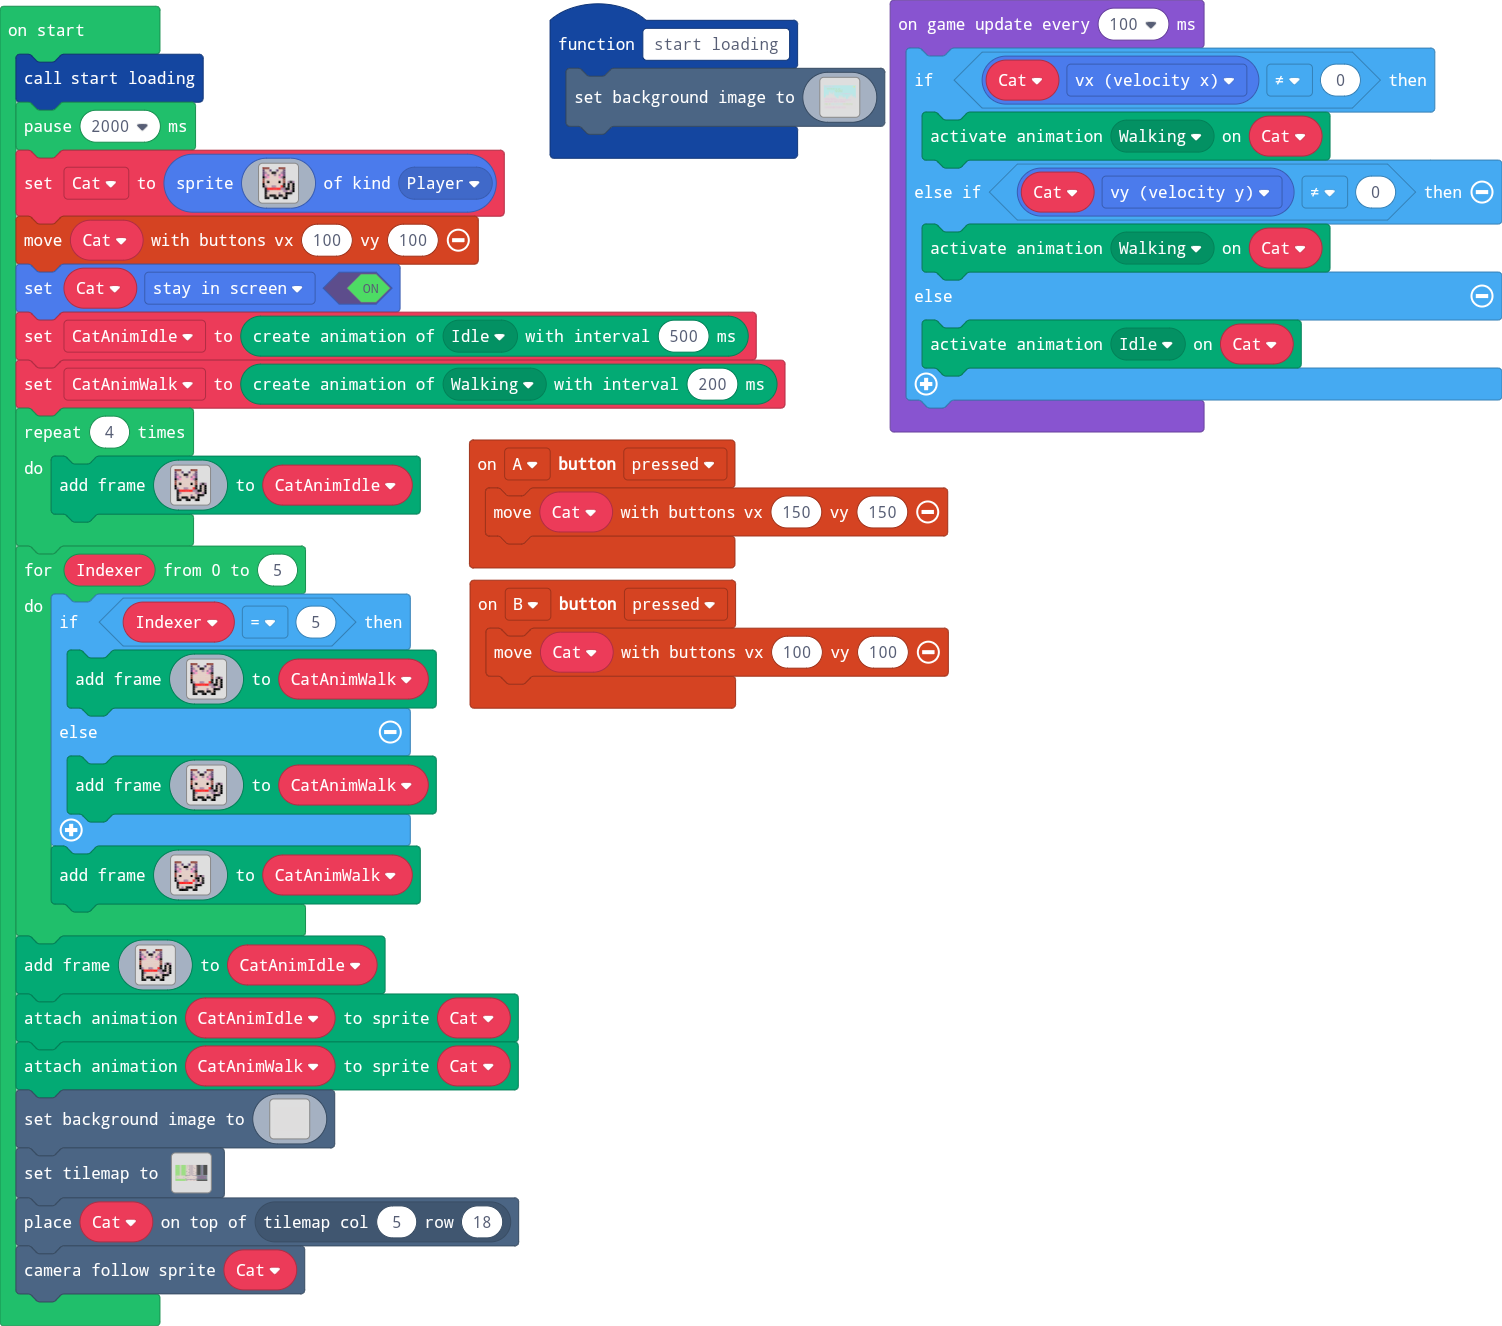 on start
call start loading
pause 2000 ms
set Cat to sprite of kind Player
move Cat with buttons vx 100 vy 100
set Cat stay in screen ON
set CatAnimIdle to create animation of Idle with interval 500 ms
set CatAnimWalk to create animation of Walking with interval 200 ms
repeat 4 times
do
add frame to CatAnimIdle
for Indexer from 0 to 5
do
if Indexer = 5 then
add frame to CatAnimWalk
else
add frame to CatAnimWalk
add frame to CatAnimWalk
add frame to CatAnimIdle
attach animation CatAnimIdle to sprite Cat
attach animation CatAnimWalk to sprite Cat
set background image to
set tilemap to
place Cat on top of tilemap col 5 row 18
camera follow sprite Cat
function start loading
set background image to
on A button pressed
move Cat with buttons vx 150 vy 150
on B button pressed
move Cat with buttons vx 100 vy 100
on game update every 100 ms
if Cat vx (velocity x) ≠ 0 then
activate animation Walking on Cat
else if Cat vy (velocity y) ≠ 0 then
activate animation Walking on Cat
else
activate animation Idle on Cat